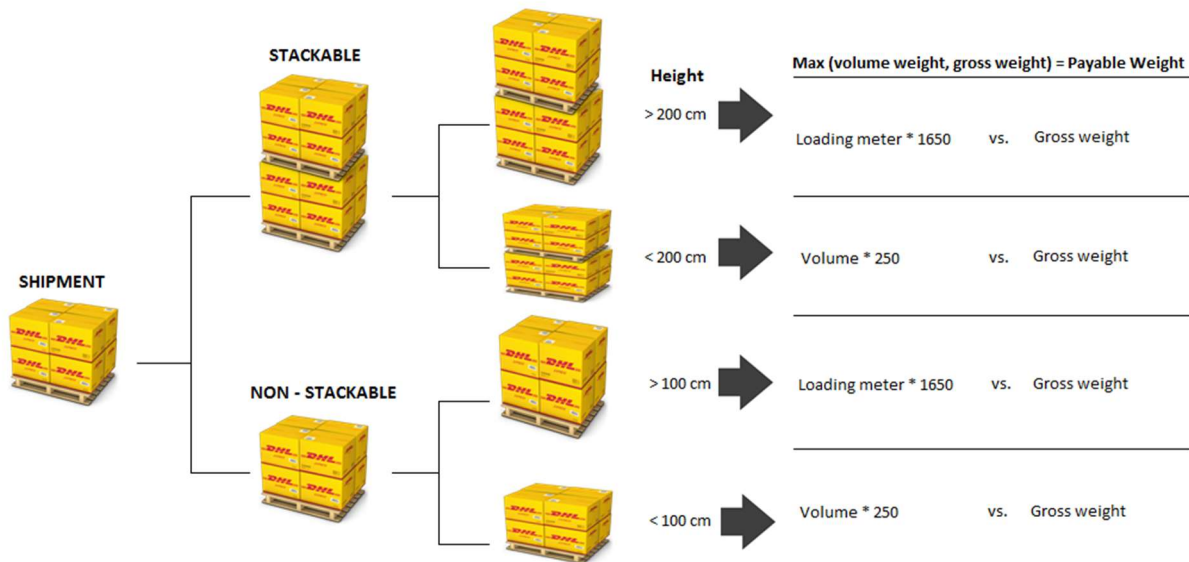 STACKABLE
Height
Max (volume weight, gross weight) = Payable Weight
> 200 cm
Loading meter * 1650 vs. Gross weight
< 200 cm
Volume * 250 vs. Gross weight
SHIPMENT
NON - STACKABLE
> 100 cm
Loading meter * 1650 vs. Gross weight
< 100 cm
Volume * 250 vs. Gross weight
DHL